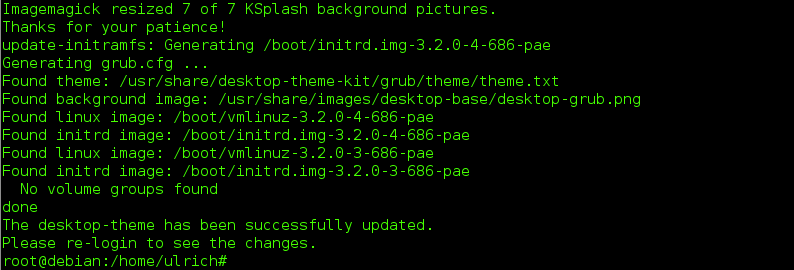 Imagemagick resized 7 of 7 KSplash background pictures.
Thanks for your patience!
update-initramfs: Generating /boot/initrd.img-3.2.0-4-686-pae
Generating grub.cfg ...
Found theme: /usr/share/desktop-theme-kit/grub/theme/theme.txt
Found background image: /usr/share/images/desktop-base/desktop-grub.png
Found linux image: /boot/vmlinuz-3.2.0-4-686-pae
Found initrd image: /boot/initrd.img-3.2.0-4-686-pae
Found linux image: /boot/vmlinuz-3.2.0-3-686-pae
Found initrd image: /boot/initrd.img-3.2.0-3-686-pae
  No volume groups found
done
The desktop-theme has been successfully updated.
Please re-login to see the changes.
root@debian:/home/ulrich#